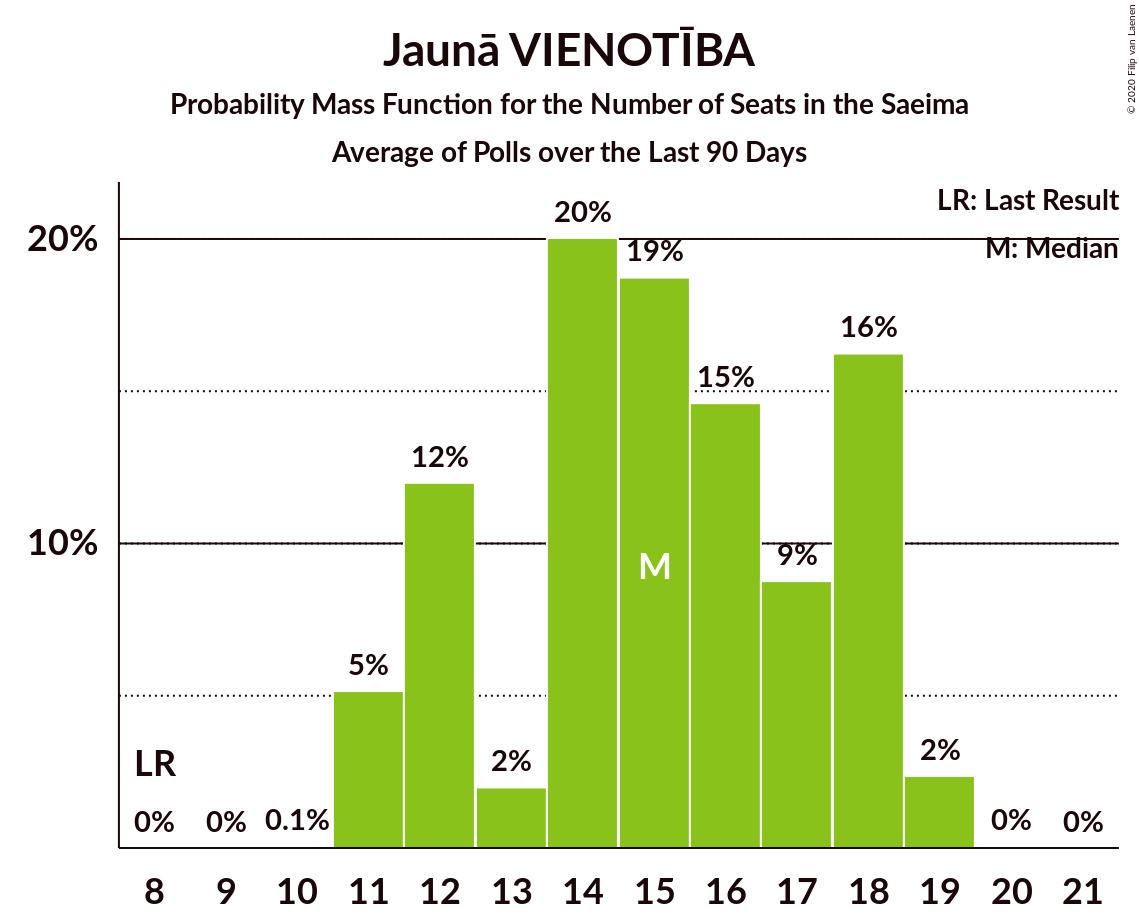 Jaunā VIENOTĪBA
Probability Mass Function for the Number of Seats in the Saeima
Average of Polls over the Last 90 Days
© 2020 Filip van Laenen
LR: Last Result
M: Median
20%
10%
LR
0%
0%
0.1%
5%
12%
2%
20%
19%
M
15%
9%
16%
2%
0%
0%
8 9 10 11 12 13 14 15 16 17 18 19 20 21